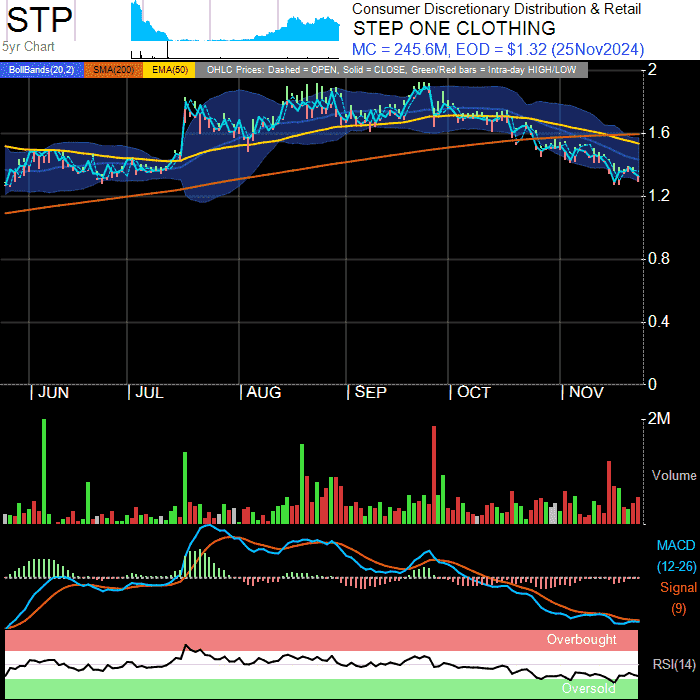 STP
5yr Chart
Consumer Discretionary Distribution & Retail
STEP ONE CLOTHING
MC = 245.6M, EOD = $1.32 (25Nov2024)
BollBands(20,2) SMA(200) EMA(50) OHLC Prices: Dashed = OPEN, Solid = CLOSE, Green/Red bars = Intra-day HIGH/LOW
2
1.6
1.2
0.8
0.4
0
JUN JUL AUG SEP OCT NOV
2M
Volume
MACD
(12-26)
Signal
(9)
Overbought
RSI(14)
Oversold